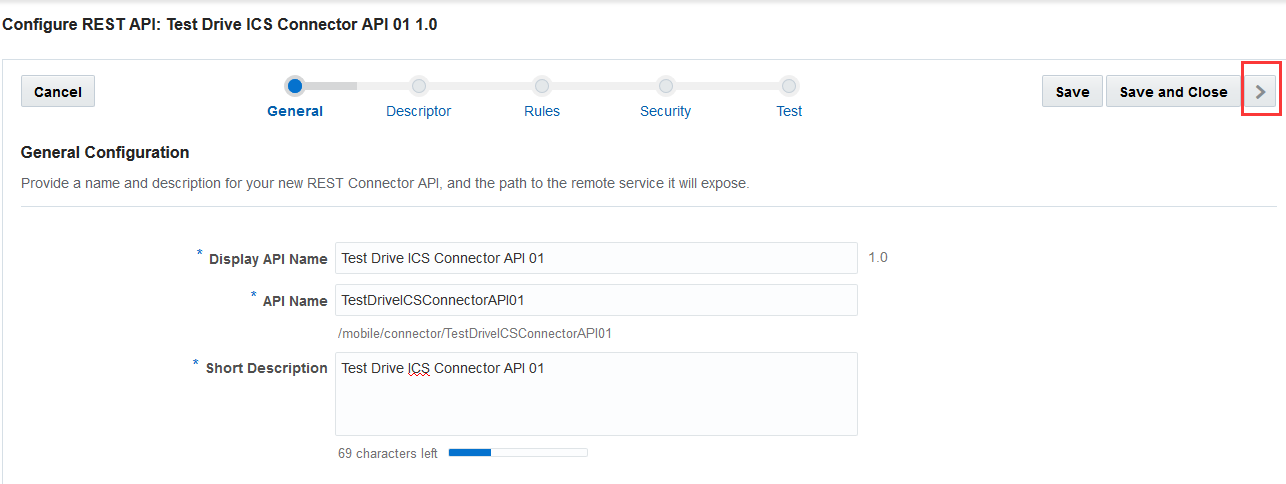 Configure REST API: Test Drive ICS Connector API 01 1.0
Cancel
General
Descriptor
Rules
Security
Test
Save
Save and Close
General Configuration
Provide a name and description for your new REST Connector API, and the path to the remote service it will expose.
* Display API Name
Test Drive ICS Connector API 01
1.0
* API Name
TestDriveICSConnectorAPI01
/mobile/connector/TestDriveICSConnectorAPI01
* Short Description
Test Drive ICS Connector API 01
69 characters left